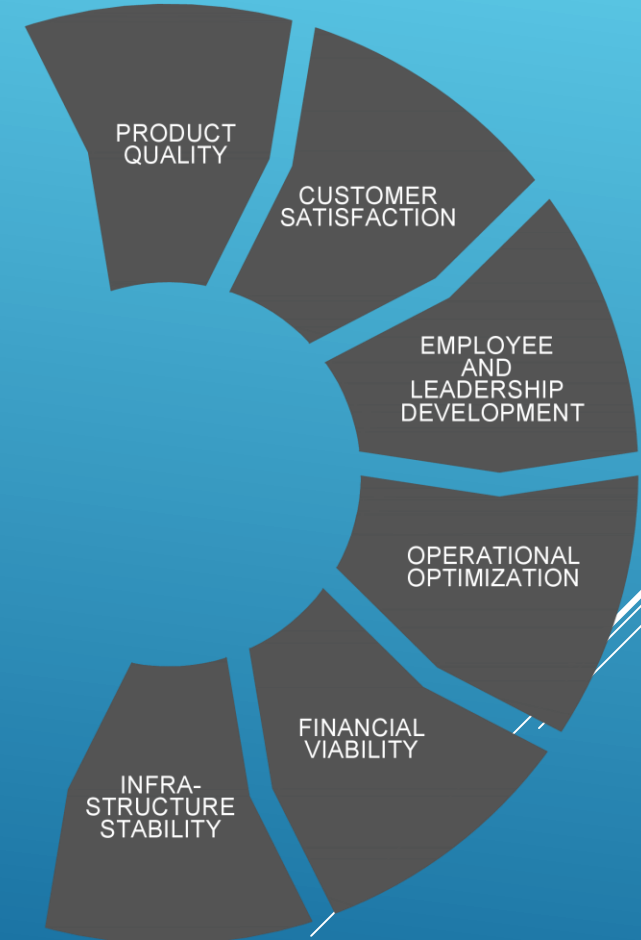 PRODUCT
QUALITY
CUSTOMER
SATISFACTION
EMPLOYEE
AND
LEADERSHIP
DEVELOPMENT
OPERATIONAL
OPTIMIZATION
FINANCIAL
VIABILITY
INFRA-
STRUCTURE
STABILITY